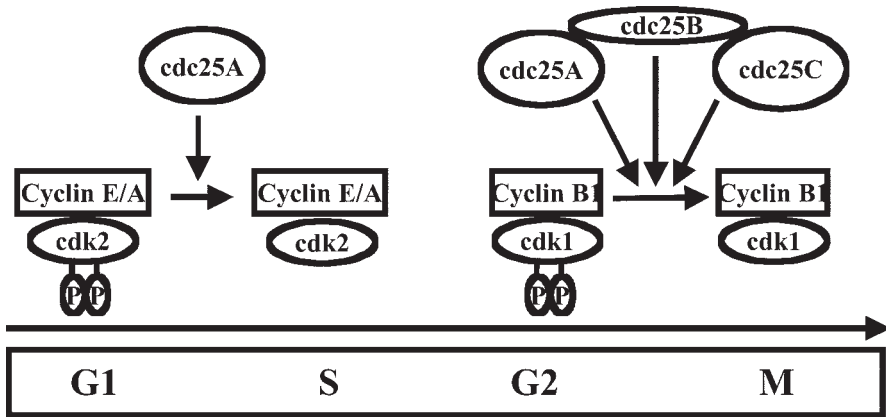 cdc25B
cdc25A
cdc25A
cdc25C
Cyclin E/A
Cyclin E/A
Cyclin B1
Cyclin B1
cdk2
cdk2
cdk1
cdk1
P P
P P
G1 S G2 M